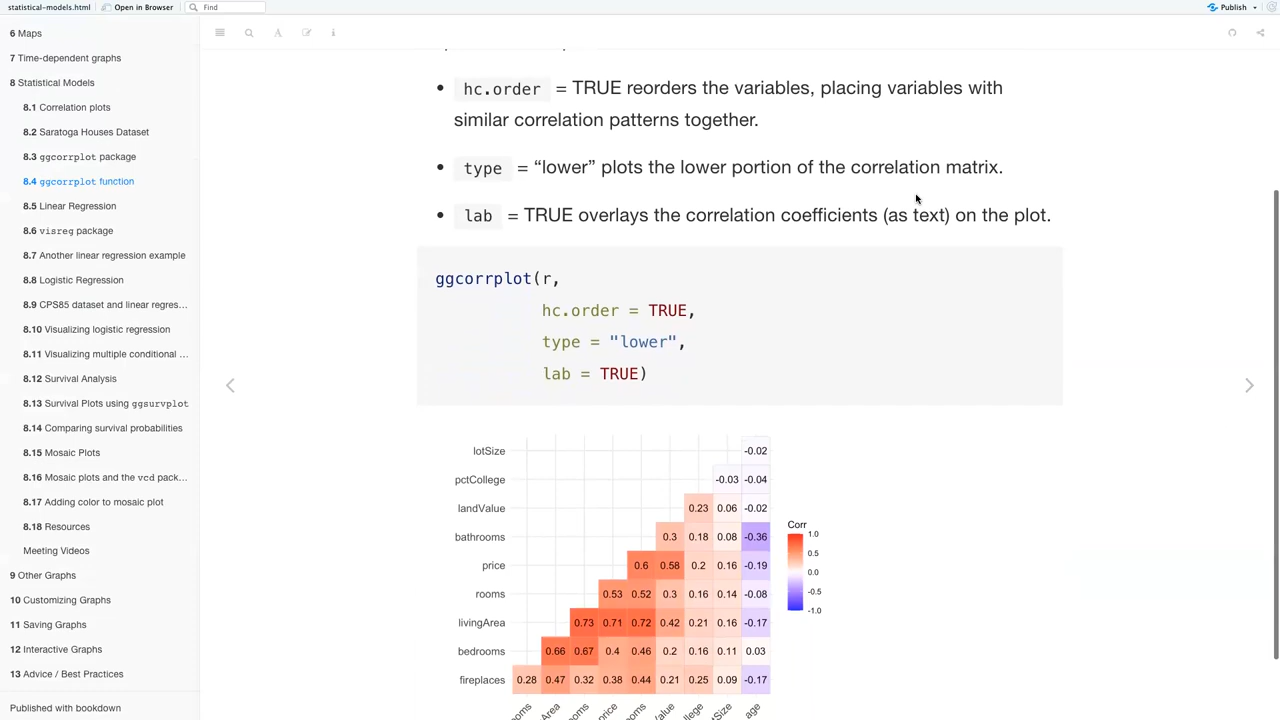 statistical-models.html Open in Browser Find Publish
6 Maps
7 Time-dependent graphs
8 Statistical Models
8.1 Correlation plots
8.2 Saratoga Houses Dataset
8.3 ggcorrplot package
8.4 ggcorrplot function
8.5 Linear Regression
8.6 visreg package
8.7 Another linear regression example
8.8 Logistic Regression
8.9 CPS85 dataset and linear regres...
8.10 Visualizing logistic regression
8.11 Visualizing multiple conditional ...
8.12 Survival Analysis
8.13 Survival Plots using ggsurvplot
8.14 Comparing survival probabilities
8.15 Mosaic Plots
8.16 Mosaic plots and the vcd pack...
8.17 Adding color to mosaic plot
8.18 Resources
Meeting Videos
9 Other Graphs
10 Customizing Graphs
11 Saving Graphs
12 Interactive Graphs
13 Advice / Best Practices
Published with bookdown
• hc.order = TRUE reorders the variables, placing variables with
similar correlation patterns together.
• type = “lower” plots the lower portion of the correlation matrix.
• lab = TRUE overlays the correlation coefficients (as text) on the plot.
ggcorrplot(r,
hc.order = TRUE,
type = "lower",
lab = TRUE)
lotSize -0.02
pctCollege -0.03 -0.04
landValue 0.23 0.06 -0.02
bathrooms 0.3 0.18 0.08 -0.36
price 0.6 0.58 0.2 0.16 -0.19
rooms 0.53 0.52 0.3 0.16 0.14 -0.08
livingArea 0.73 0.71 0.72 0.42 0.21 0.16 -0.17
bedrooms 0.66 0.67 0.4 0.46 0.2 0.16 0.11 0.03
fireplaces 0.28 0.47 0.32 0.38 0.44 0.21 0.25 0.09 -0.17
age
Corr
1.0
0.5
0.0
-0.5
-1.0